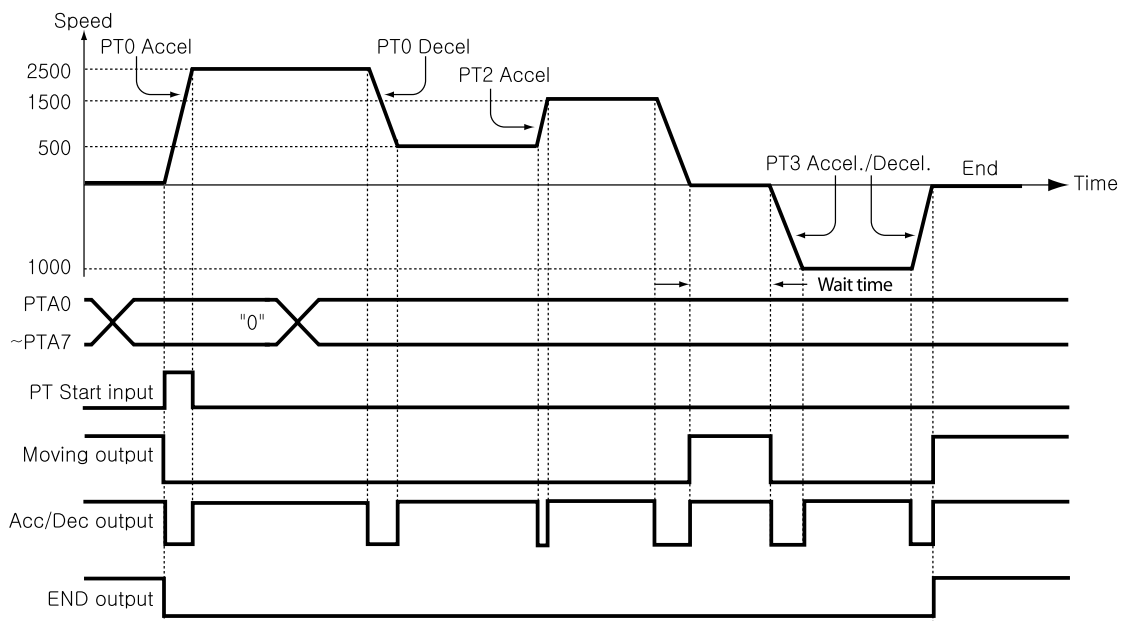 Speed
PT0 Accel
PT0 Decel
PT2 Accel
2500
1500
500
PT3 Accel./Decel.
End
Time
1000
Wait time
PTA0
"0"
~PTA7
PT Start input
Moving output
Acc/Dec output
END output